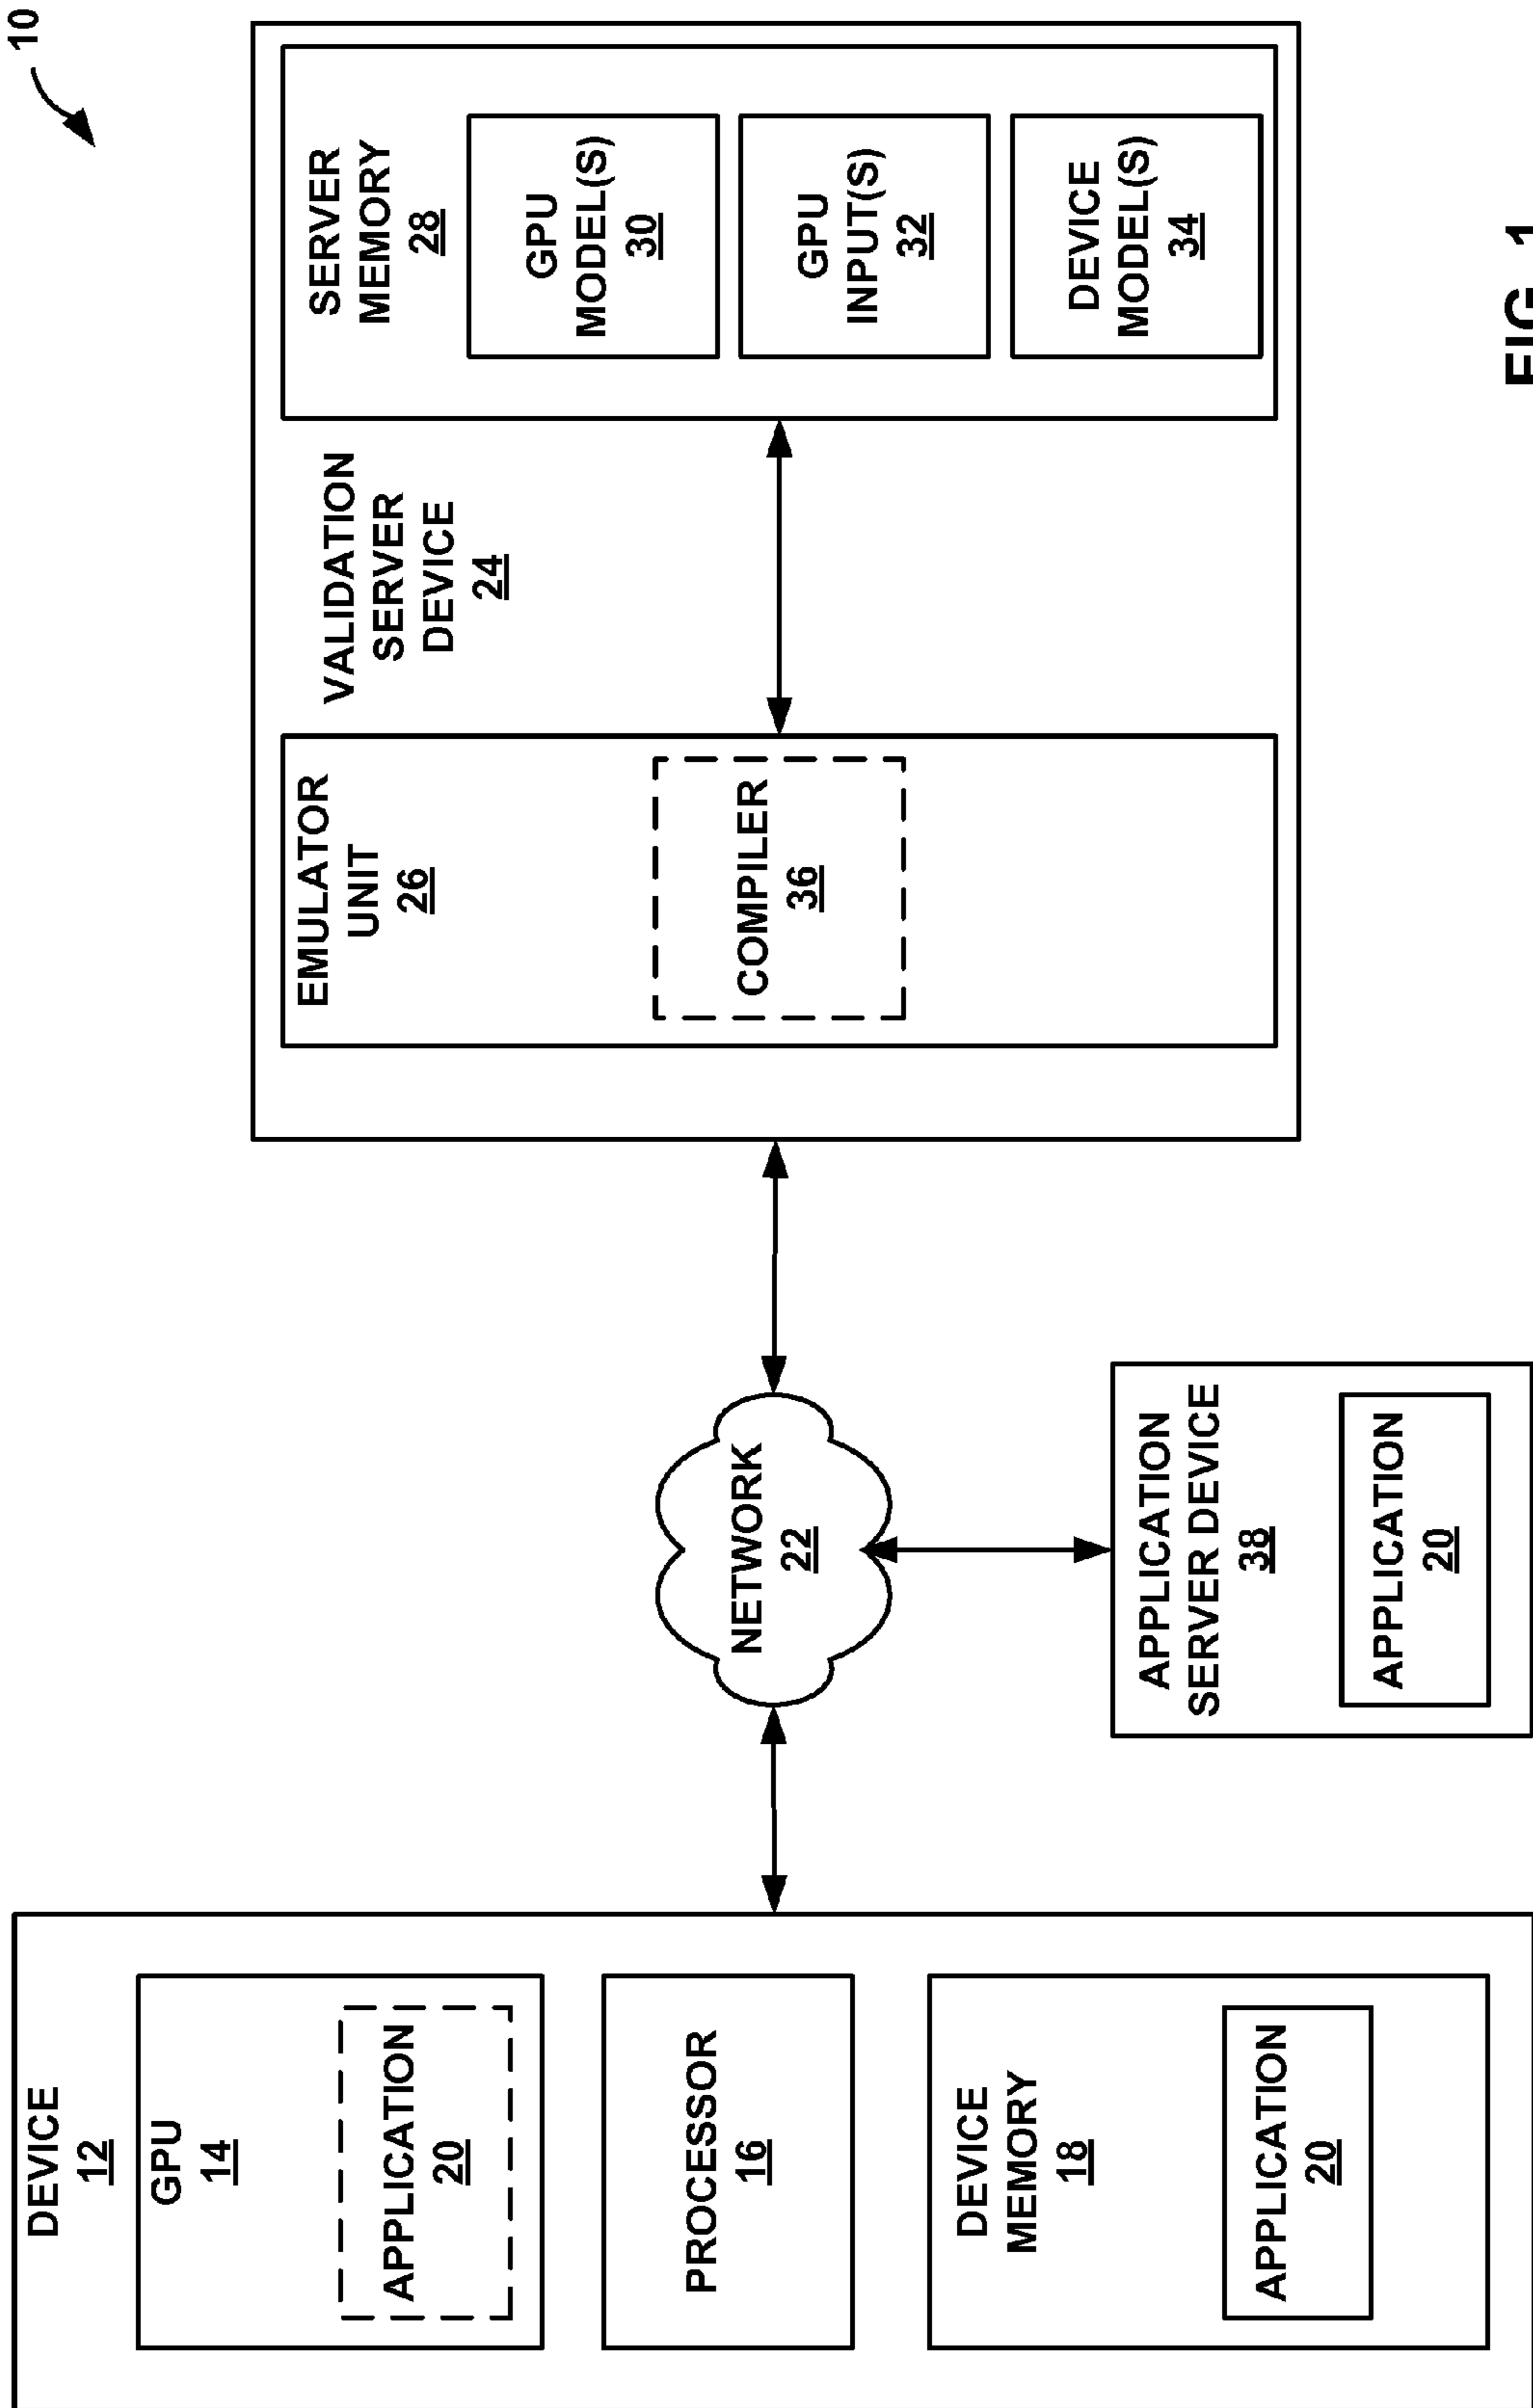 10
DEVICE
12
GPU
14
APPLICATION
20
PROCESSOR
16
DEVICE
MEMORY
18
APPLICATION
20
NETWORK
22
APPLICATION
SERVER DEVICE
38
APPLICATION
20
VALIDATION
SERVER
DEVICE
24
EMULATOR
UNIT
26
COMPILER
36
SERVER
MEMORY
28
GPU
MODEL(S)
30
GPU
INPUT(S)
32
DEVICE
MODEL(S)
34
FIG. 1